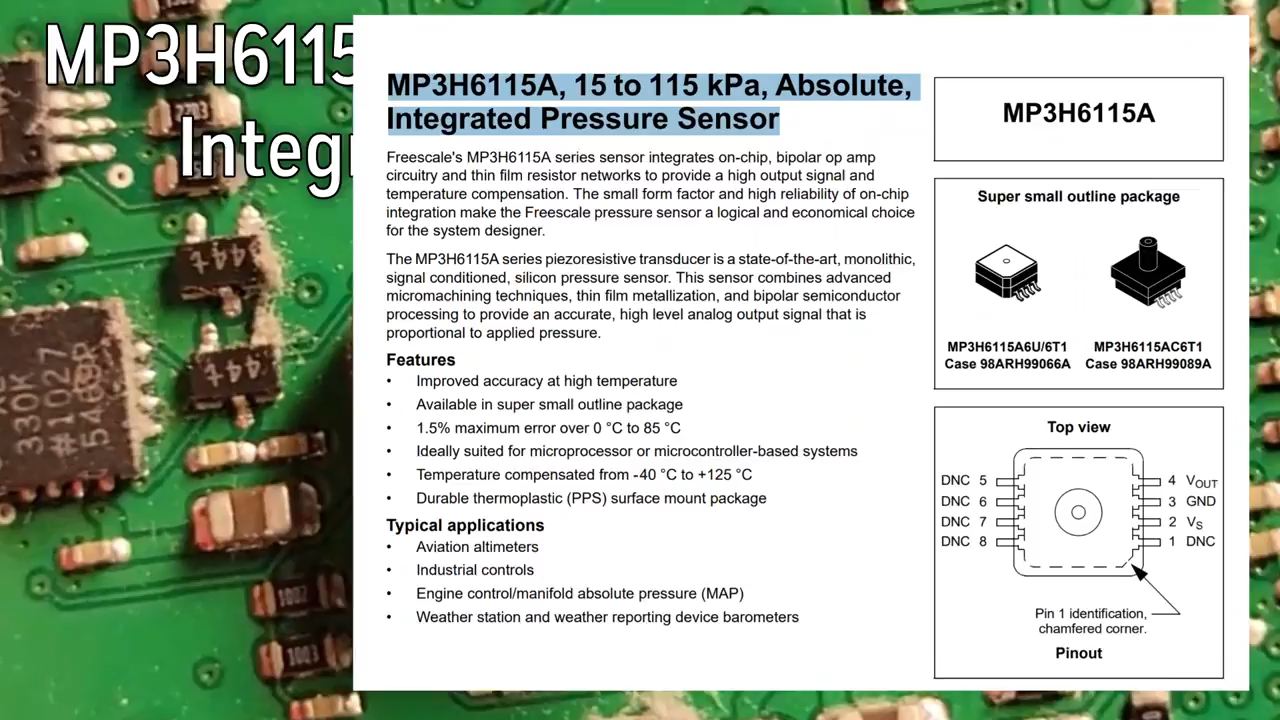 MP3H6115
Integr
MP3H6115A, 15 to 115 kPa, Absolute,
Integrated Pressure Sensor
Freescale's MP3H6115A series sensor integrates on-chip, bipolar op amp
circuitry and thin film resistor networks to provide a high output signal and
temperature compensation. The small form factor and high reliability of on-chip
integration make the Freescale pressure sensor a logical and economical choice
for the system designer.
The MP3H6115A series piezoresistive transducer is a state-of-the-art, monolithic,
signal conditioned, silicon pressure sensor. This sensor combines advanced
micromachining techniques, thin film metallization, and bipolar semiconductor
processing to provide an accurate, high level analog output signal that is
proportional to applied pressure.
Features
• Improved accuracy at high temperature
• Available in super small outline package
• 1.5% maximum error over 0 °C to 85 °C
• Ideally suited for microprocessor or microcontroller-based systems
• Temperature compensated from -40 °C to +125 °C
• Durable thermoplastic (PPS) surface mount package
Typical applications
• Aviation altimeters
• Industrial controls
• Engine control/manifold absolute pressure (MAP)
• Weather station and weather reporting device barometers
MP3H6115A
Super small outline package
MP3H6115A6U/6T1
Case 98ARH99066A
MP3H6115AC6T1
Case 98ARH99089A
Top view
DNC 5 4 VOUT
DNC 6 3 GND
DNC 7 2 VS
DNC 8 1 DNC
Pin 1 identification,
chamfered corner.
Pinout
44t
44t
330K
#1027
1002
1003